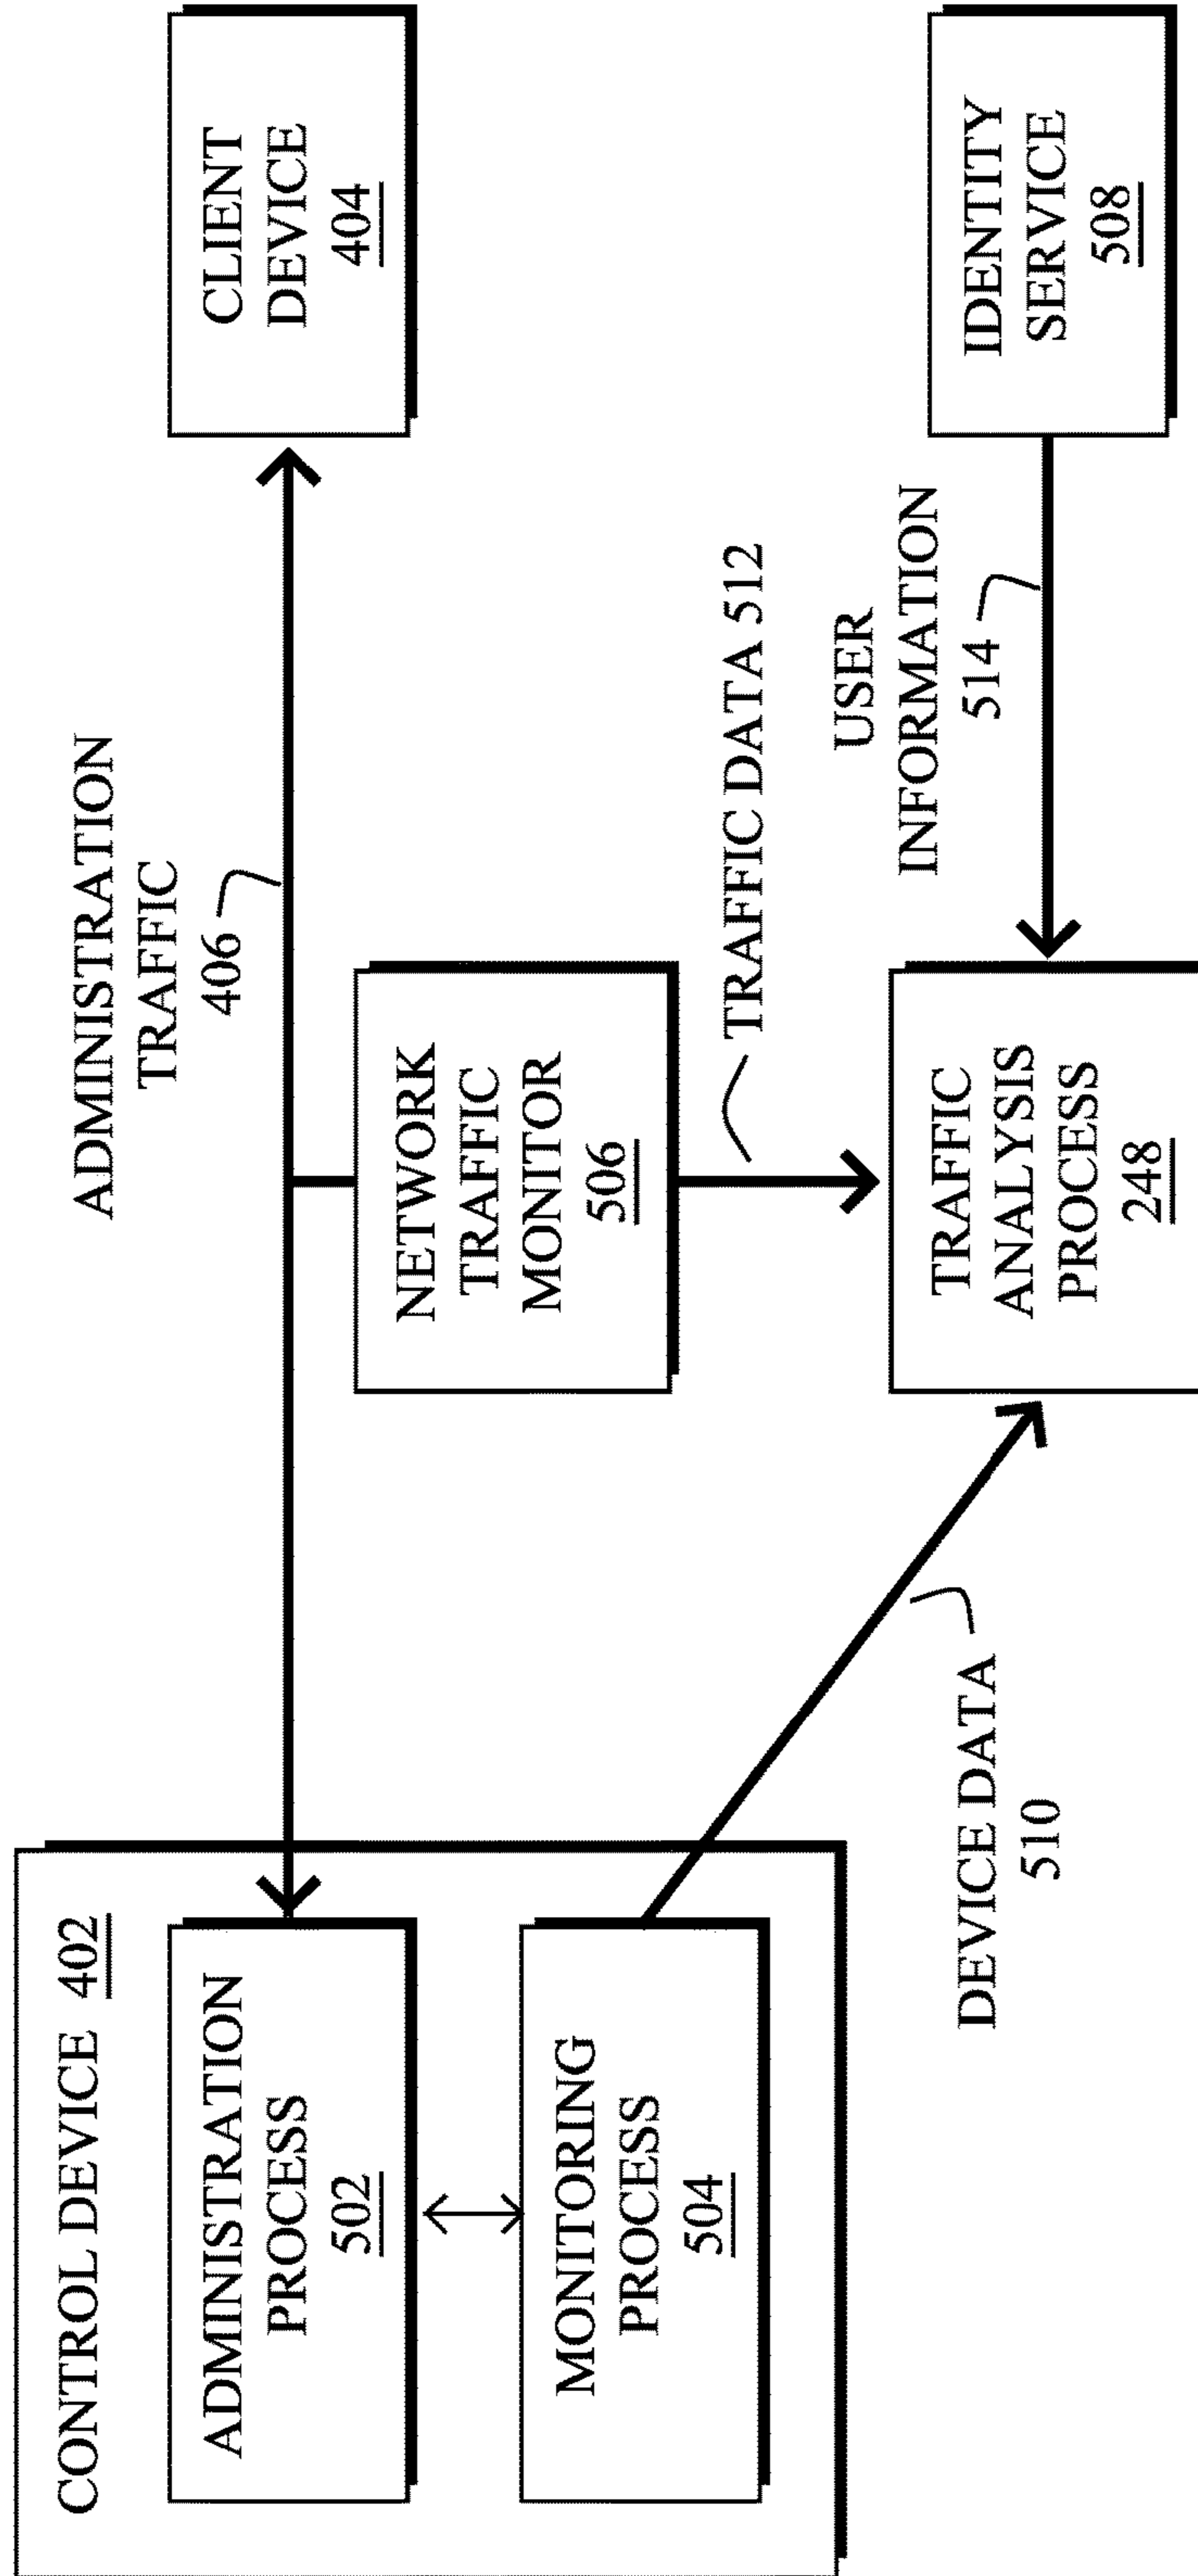 CONTROL DEVICE 402
ADMINISTRATION
PROCESS
502
MONITORING
PROCESS
504
ADMINISTRATION
TRAFFIC
406
CLIENT
DEVICE
404
NETWORK
TRAFFIC
MONITOR
506
TRAFFIC DATA 512
USER
INFORMATION
514
IDENTITY
SERVICE
508
TRAFFIC
ANALYSIS
PROCESS
248
DEVICE DATA
510